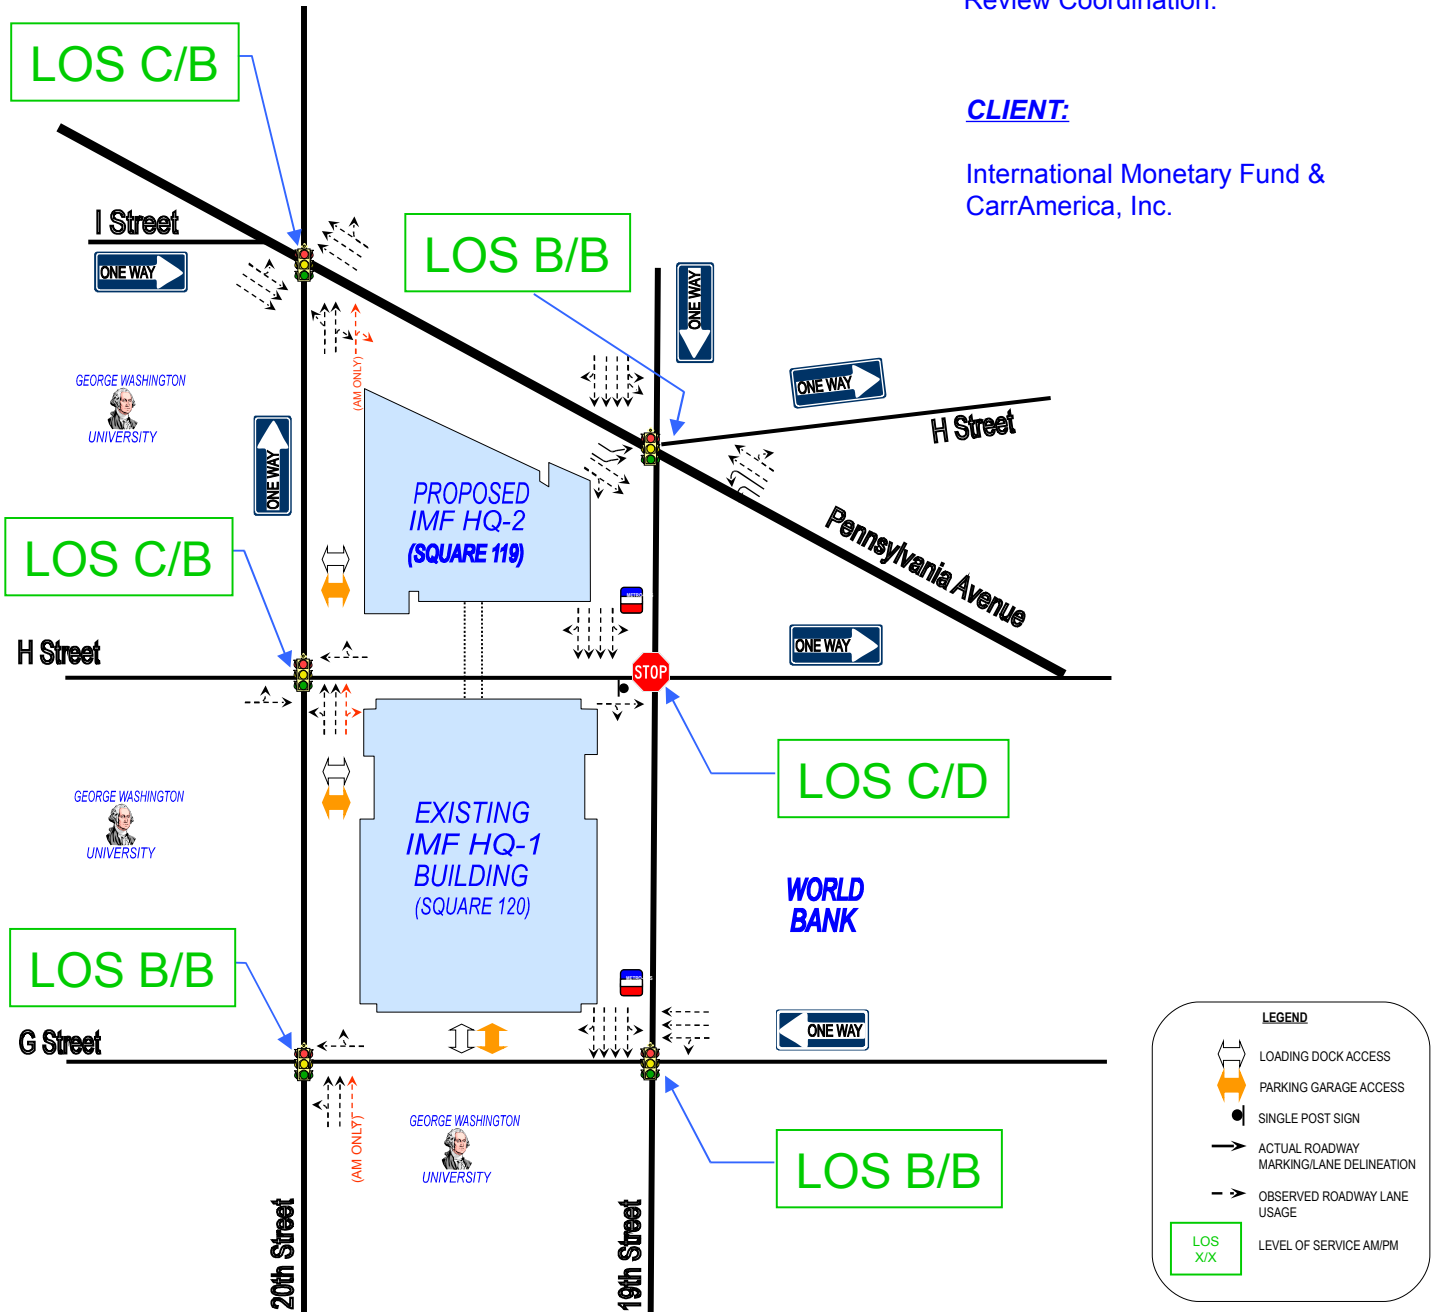 Review Coordination.
CLIENT:
International Monetary Fund &
CarrAmerica, Inc.
LOS C/B
I Street
ONE WAY
LOS B/B
ONE WAY
ONE WAY
H Street
(AM ONLY)
GEORGE WASHINGTON
UNIVERSITY
ONE WAY
PROPOSED
IMF HQ-2
(SQUARE 119)
Pennsylvania Avenue
LOS C/B
H Street
ONE WAY
STOP
LOS C/D
GEORGE WASHINGTON
UNIVERSITY
EXISTING
IMF HQ-1
BUILDING
(SQUARE 120)
WORLD
BANK
LOS B/B
G Street
ONE WAY
(AM ONLY)
GEORGE WASHINGTON
UNIVERSITY
LOS B/B
20th Street
19th Street
LEGEND
LOADING DOCK ACCESS
PARKING GARAGE ACCESS
SINGLE POST SIGN
ACTUAL ROADWAY
MARKING/LANE DELINEATION
OBSERVED ROADWAY LANE
USAGE
LOS
X/X
LEVEL OF SERVICE AM/PM